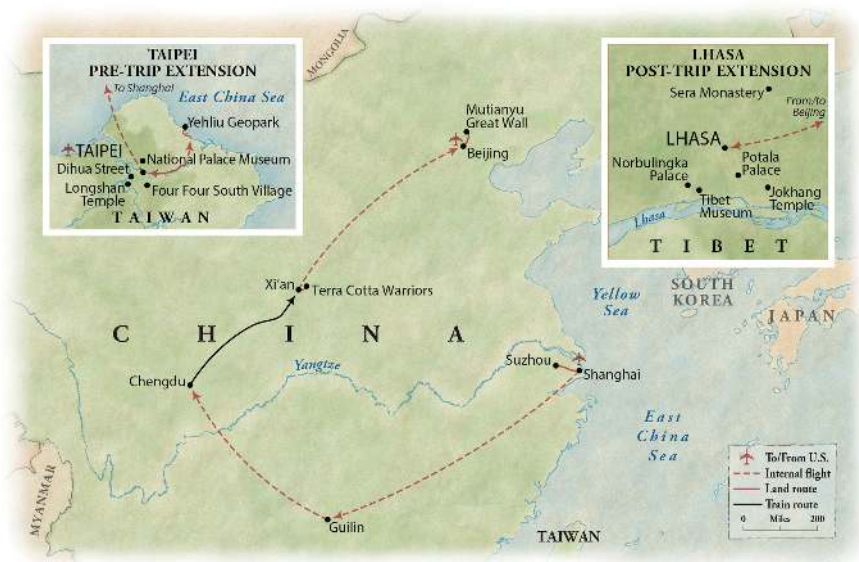 TAIPEI
PRE-TRIP EXTENSION
To Shanghai
East China Sea
Yehliu Geopark
TAIPEI
National Palace Museum
Dihua Street
Longshan
Temple
Four Four South Village
TAIWAN
MONGOLIA
LHASA
POST-TRIP EXTENSION
Sera Monastery
From/to
Beijing
LHASA
Potala
Palace
Norbulingka
Palace
Tibet
Museum
Jokhang
Temple
Lhasa
TIBET
Mutianyu
Great Wall
Beijing
Xi'an
Terra Cotta Warriors
CHINA
Yangtze
Chengdu
Suzhou
Shanghai
Guilin
Yellow
Sea
SOUTH
KOREA
JAPAN
East
China
Sea
MYANMAR
TAIWAN
To/From U.S.
Internal flight
Land route
Train route
0 Miles 200